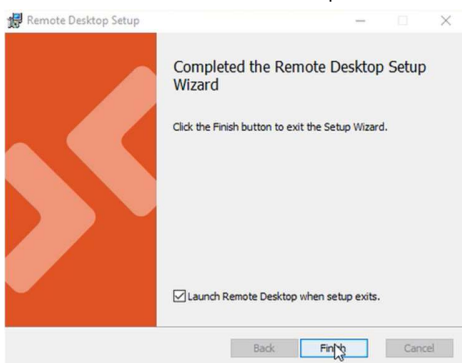 Remote Desktop Setup
Completed the Remote Desktop Setup
Wizard
Click the Finish button to exit the Setup Wizard.
Launch Remote Desktop when setup exits.
Back Finish Cancel